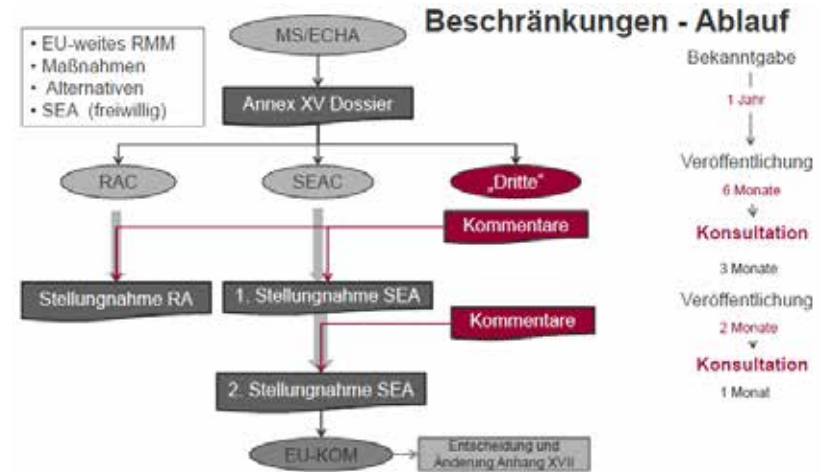 Beschränkungen - Ablauf
• EU-weites RMM
• Maßnahmen
• Alternativen
• SEA (freiwillig)
MS/ECHA
Annex XV Dossier
RAC
SEAC
„Dritte“
Kommentare
Stellungnahme RA
1. Stellungnahme SEA
Kommentare
2. Stellungnahme SEA
EU-KOM
Entscheidung und
Änderung Anhang XVII
Bekanntgabe
1 Jahr
Veröffentlichung
6 Monate
Konsultation
3 Monate
Veröffentlichung
2 Monate
Konsultation
1 Monat